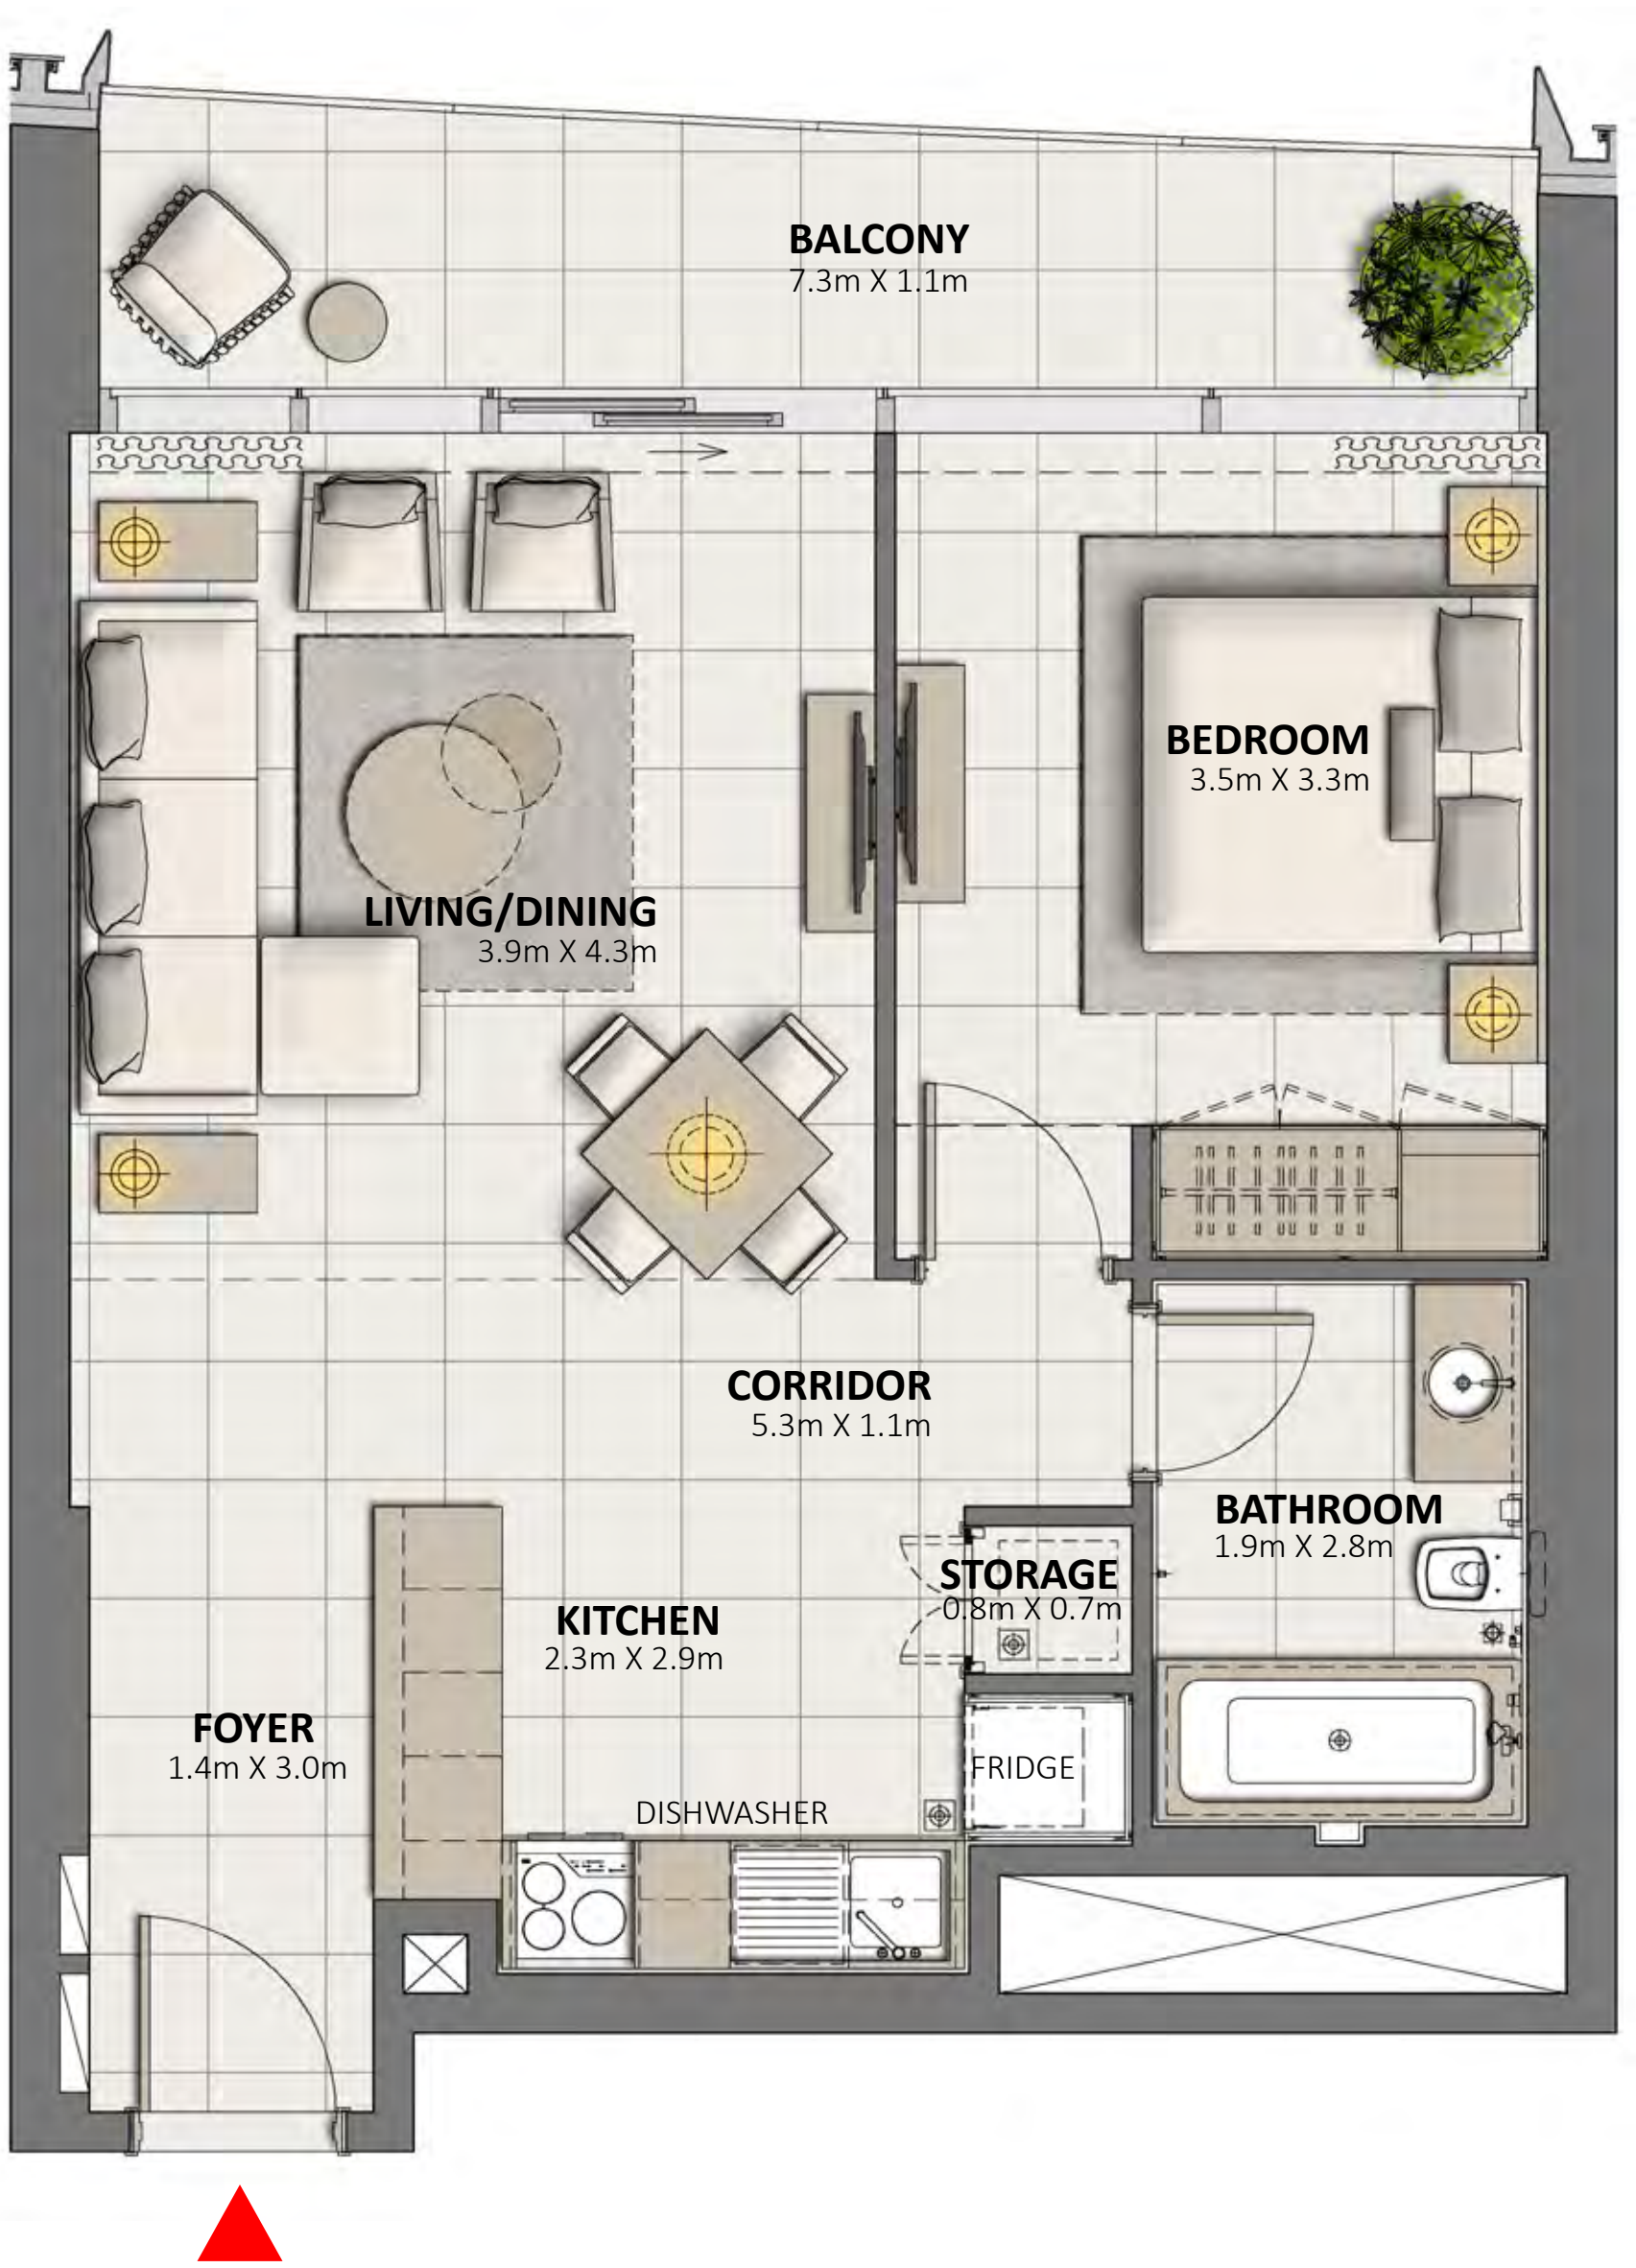 BALCONY
7.3m X 1.1m
BEDROOM
3.5m X 3.3m
LIVING/DINING
3.9m X 4.3m
CORRIDOR
5.3m X 1.1m
BATHROOM
1.9m X 2.8m
STORAGE
0.8m X 0.7m
KITCHEN
2.3m X 2.9m
FOYER
1.4m X 3.0m
FRIDGE
DISHWASHER